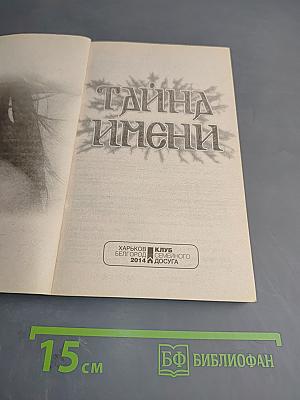 ТАЙНА
ИМЕНИ
ХАРЬКОВ
БЕЛГОРОД
2014
КЛУБ
СЕМЕЙНОГО
ДОСУГА
15 см
БФ БИБЛИОФАН